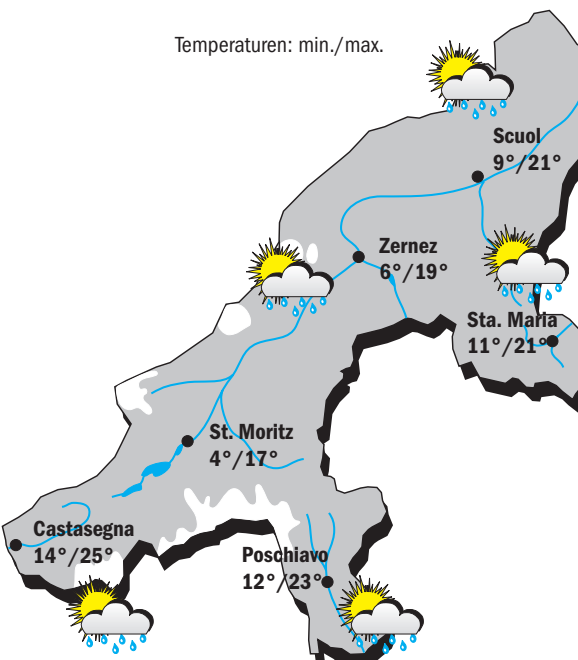 Temperaturen: min./max.
Scuol
9°/21°
Zernez
6°/19°
Sta. Maria
11°/21°
St. Moritz
4°/17°
Castasegna
14°/25°
Poschiavo
12°/23°